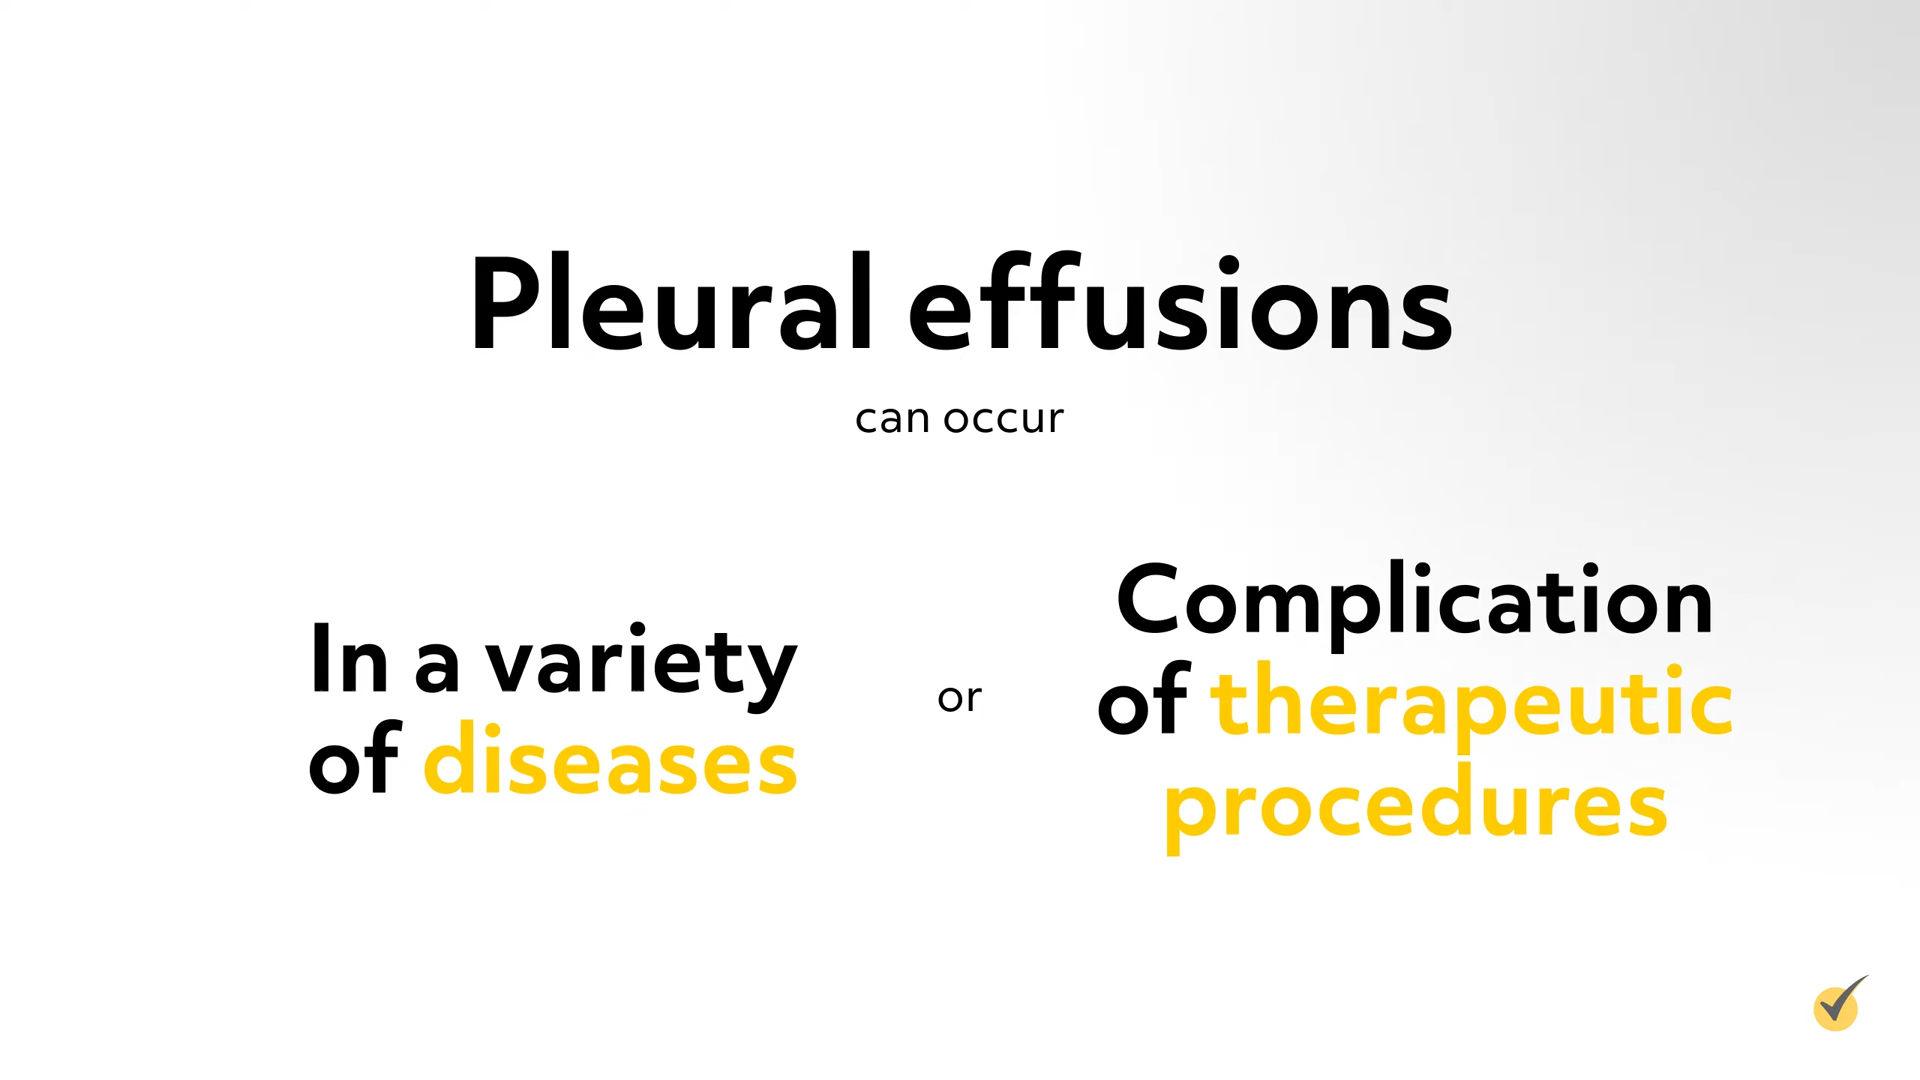 Pleural effusions
can occur
In a variety
of diseases
or
Complication
of therapeutic
procedures